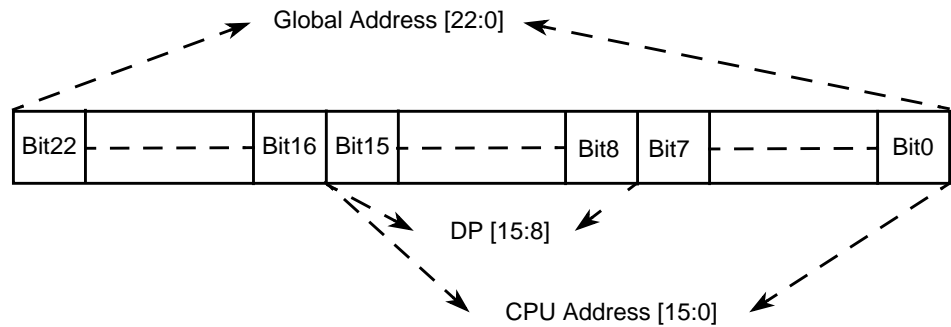 Global Address [22:0]
Bit22 Bit16 Bit15 Bit8 Bit7 Bit0
DP [15:8]
CPU Address [15:0]